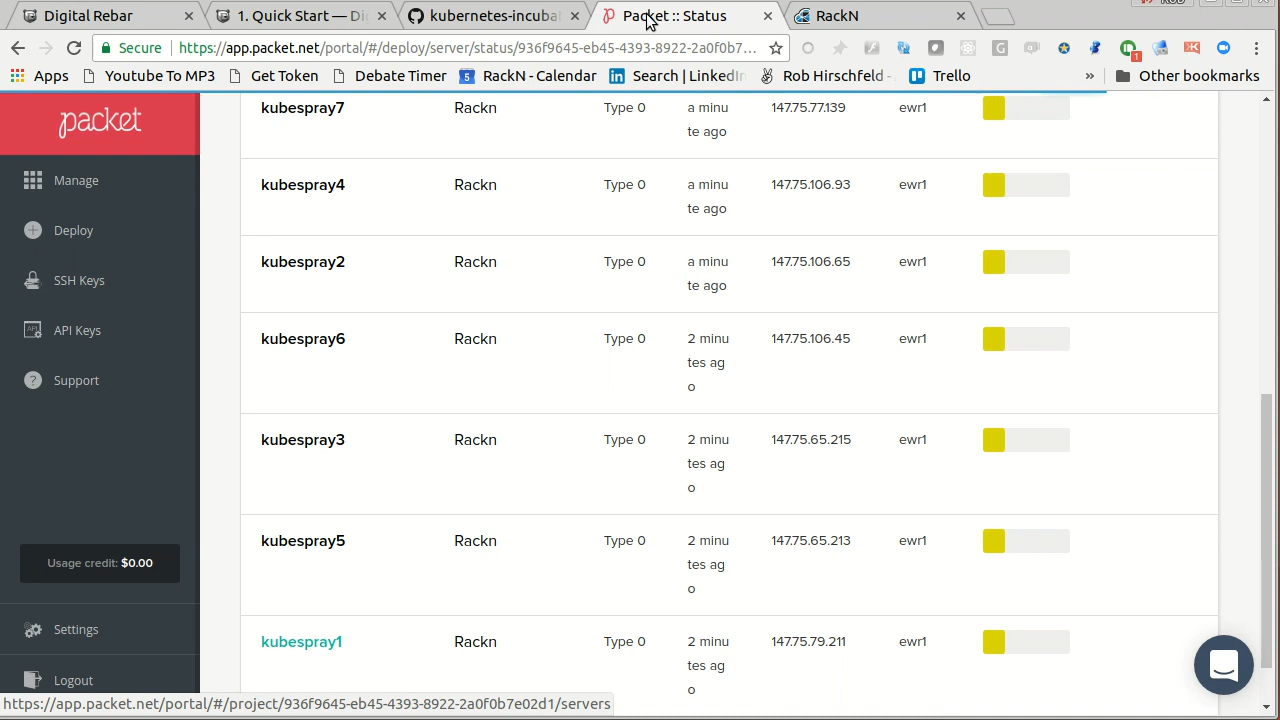 Digital Rebar
1. Quick Start — Di
kubernetes-incuba
Packet :: Status
RackN
Secure
https://app.packet.net/portal/#/deploy/server/status/936f9645-eb45-4393-8922-2a0f0b7...
1
Apps
YouTube To MP3
Get Token
Debate Timer
5
RackN - Calendar
Search | LinkedIn
Rob Hirschfeld -
Trello
»
Other bookmarks
packet
Manage
Deploy
SSH Keys
API Keys
Support
Usage credit: $0.00
Settings
Logout
kubespray7 Rackn Type 0 a minu 147.75.77.139 ewr1
te ago
kubespray4 Rackn Type 0 a minu 147.75.106.93 ewr1
te ago
kubespray2 Rackn Type 0 a minu 147.75.106.65 ewr1
te ago
kubespray6 Rackn Type 0 2 minu 147.75.106.45 ewr1
tes ag
o
kubespray3 Rackn Type 0 2 minu 147.75.65.215 ewr1
tes ag
o
kubespray5 Rackn Type 0 2 minu 147.75.65.213 ewr1
tes ag
o
kubespray1 Rackn Type 0 2 minu 147.75.79.211 ewr1
tes ag
o
https://app.packet.net/portal/#/project/936f9645-eb45-4393-8922-2a0f0b7e02d1/servers